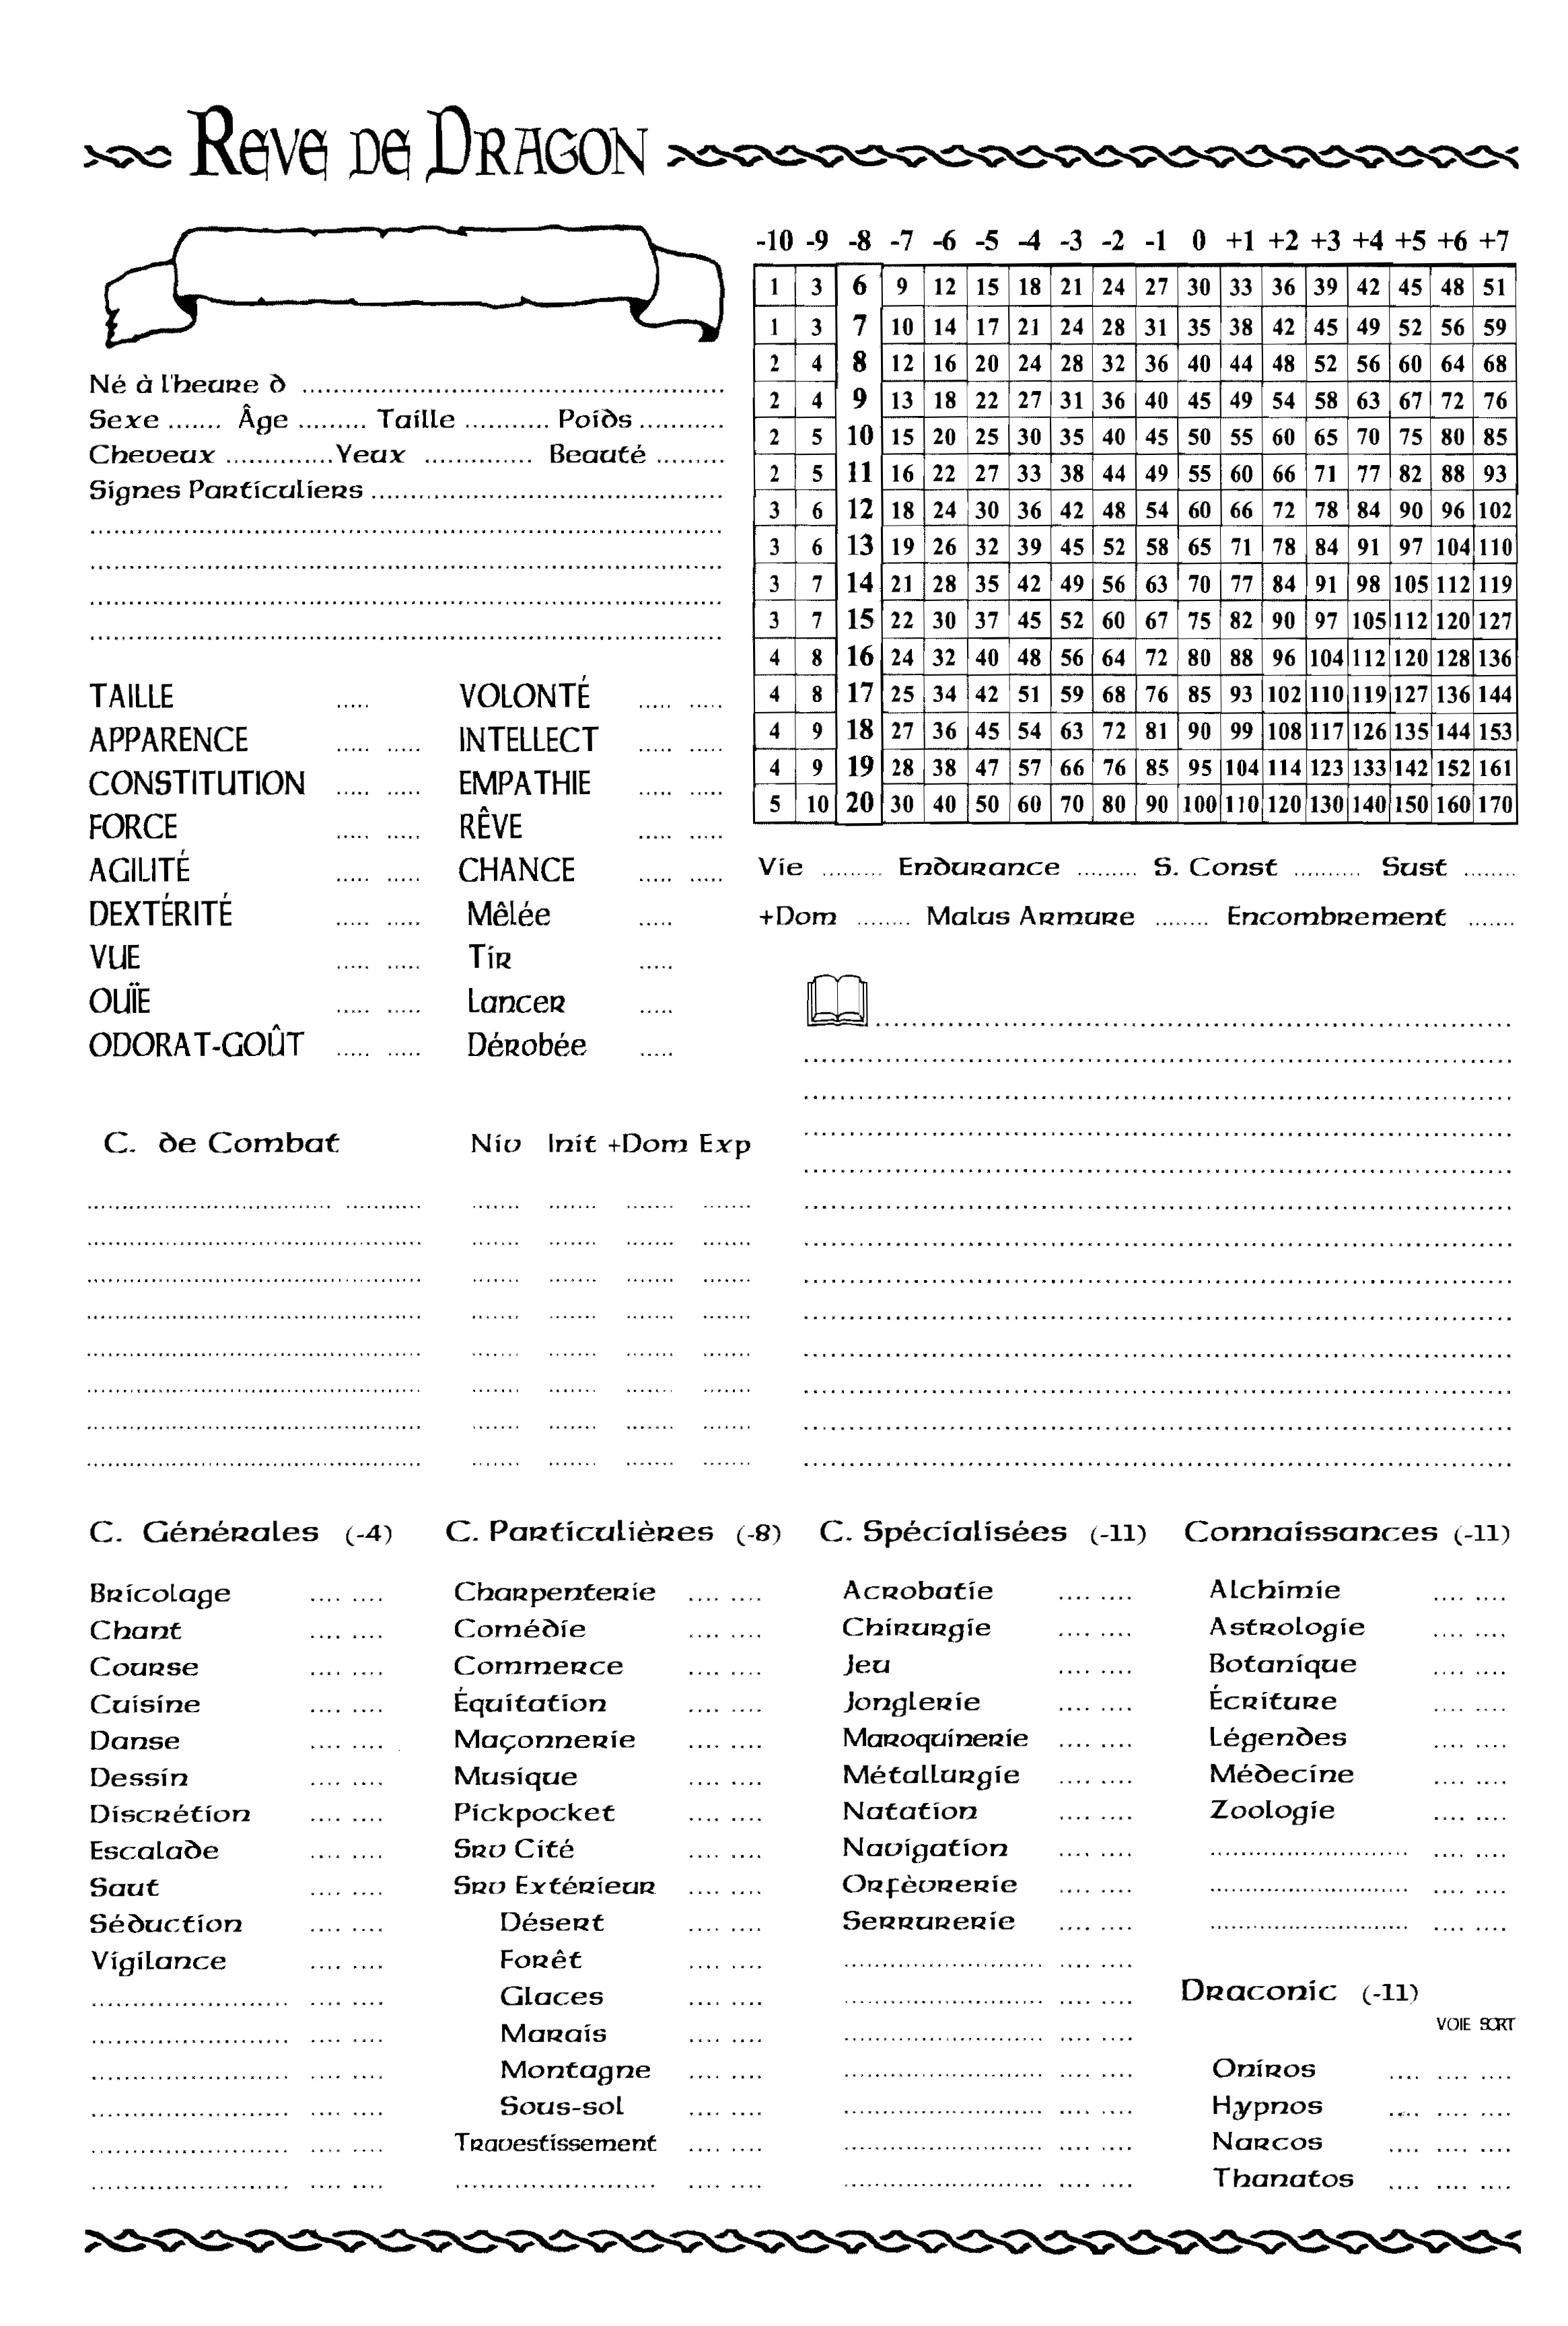 RÊVE DE DRAGON
Né à l'heure d
Sexe ....... Âge ......... Taille ........... Poids ...........
Cheveux ............. Yeux .............. Beauté .........
Signes Particuliers
-10 -9 -8 -7 -6 -5 -4 -3 -2 -1 0 +1 +2 +3 +4 +5 +6 +7
1 3 6 9 12 15 18 21 24 27 30 33 36 39 42 45 48 51
1 3 7 10 14 17 21 24 28 31 35 38 42 45 49 52 56 59
2 4 8 12 16 20 24 28 32 36 40 44 48 52 56 60 64 68
2 4 9 13 18 22 27 31 36 40 45 49 54 58 63 67 72 76
2 5 10 15 20 25 30 35 40 45 50 55 60 65 70 75 80 85
2 5 11 16 22 27 33 38 44 49 55 60 66 71 77 82 88 93
3 6 12 18 24 30 36 42 48 54 60 66 72 78 84 90 96 102
3 6 13 19 26 32 39 45 52 58 65 71 78 84 91 97 104 110
3 7 14 21 28 35 42 49 56 63 70 77 84 91 98 105 112 119
3 7 15 22 30 37 45 52 60 67 75 82 90 97 105 112 120 127
4 8 16 24 32 40 48 56 64 72 80 88 96 104 112 120 128 136
4 8 17 25 34 42 51 59 68 76 85 93 102 110 119 127 136 144
4 9 18 27 36 45 54 63 72 81 90 99 108 117 126 135 144 153
4 9 19 28 38 47 57 66 76 85 95 104 114 123 133 142 152 161
5 10 20 30 40 50 60 70 80 90 100 110 120 130 140 150 160 170
TAILLE
APPARENCE
CONSTITUTION
FORCE
AGILITÉ
DEXTÉRITÉ
VUE
OUÏE
ODORAT-GOÛT
VOLONTÉ
INTELLECT
EMPATHIE
RÊVE
CHANCE
Mêlée
Tir
Lancer
Dérobée
Vie ........ Endurance ......... S. Const .......... Sust ........
+Dom ........ Malus Armure ........ Encombrement .......
C. de Combat Niv Init +Dom Exp
C. Générales (-4)
Bricolage
Chant
Course
Cuisine
Danse
Dessin
Discrétion
Escalade
Saut
Séduction
Vigilance
C. Particulières (-8)
Charpenterie
Comédie
Commerce
Équitation
Maçonnerie
Musique
Pickpocket
Srv Cité
Srv Extérieur
Désert
Forêt
Glaces
Marais
Montagne
Sous-sol
Travestissement
C. Spécialisées (-11)
Acrobatie
Chirurgie
Jeu
Jonglerie
Maroquinerie
Métallurgie
Natation
Navigation
Orfèvrerie
Serrurerie
Connaissances (-11)
Alchimie
Astrologie
Botanique
Écriture
Légendes
Médecine
Zoologie
Draconic (-11)
VOIE SORT
Oniros
Hypnos
Narcos
Thanatos